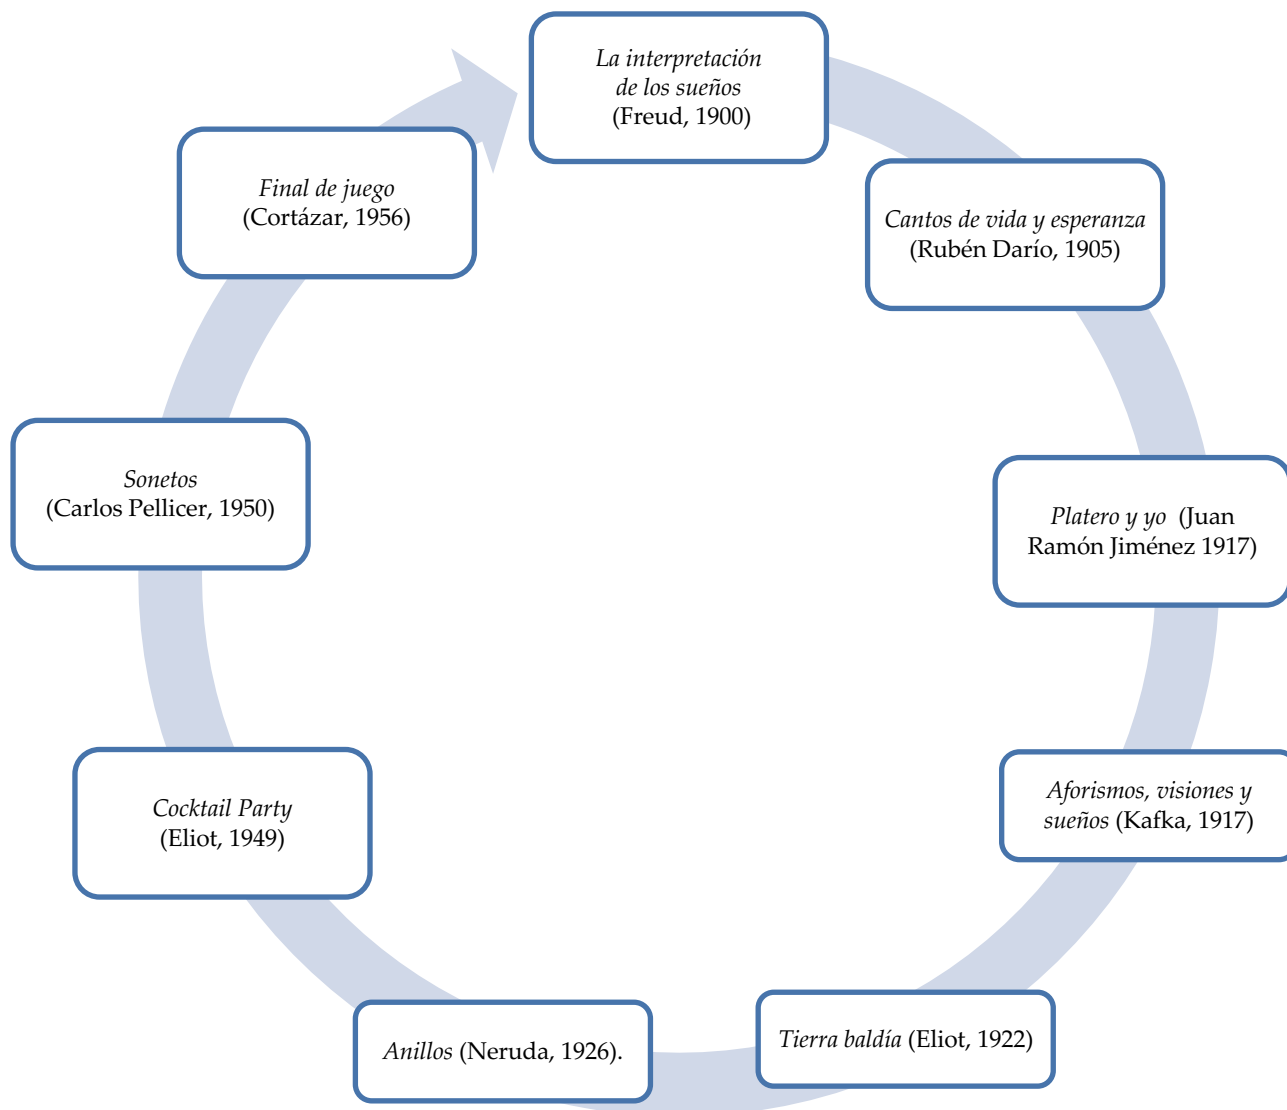 La interpretación
de los sueños
(Freud, 1900)
Cantos de vida y esperanza
(Rubén Darío, 1905)
Platero y yo (Juan
Ramón Jiménez 1917)
Aforismos, visiones y
sueños (Kafka, 1917)
Tierra baldía (Eliot, 1922)
Anillos (Neruda, 1926).
Cocktail Party
(Eliot, 1949)
Sonetos
(Carlos Pellicer, 1950)
Final de juego
(Cortázar, 1956)